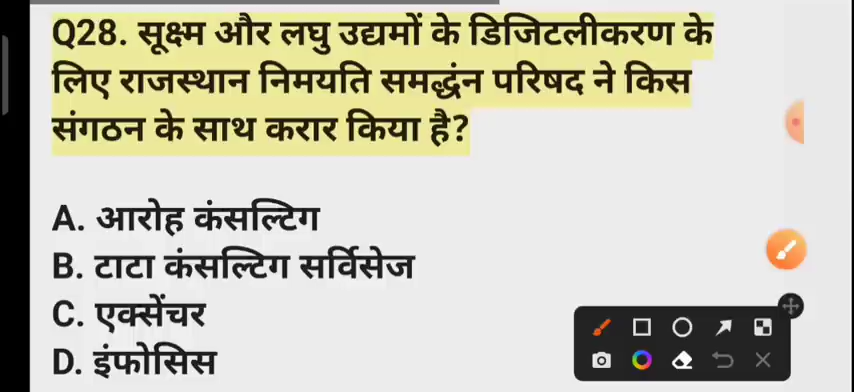 Q28. सूक्ष्म और लघु उद्यमों के डिजिटलीकरण के
लिए राजस्थान निमयति समर्द्धंन परिषद ने किस
संगठन के साथ करार किया है?
A. आरोह कंसल्टिग
B. टाटा कंसल्टिग सर्विसेज
C. एक्सेंचर
D. इंफोसिस